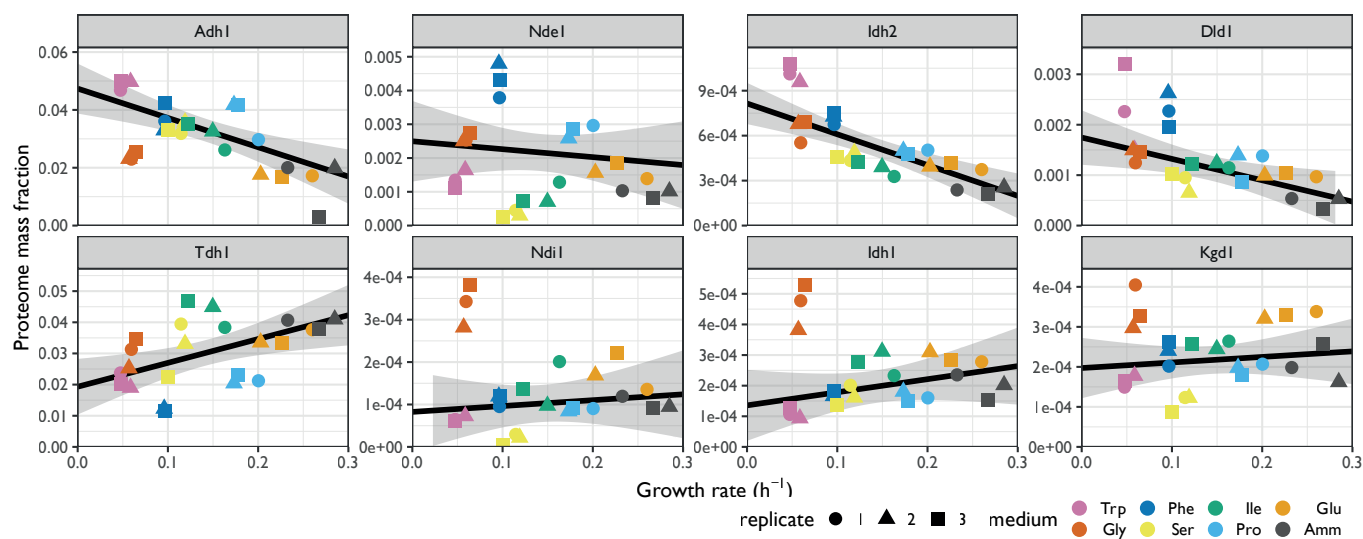 Adh1
Nde1
Idh2
Dld1
0.06
0.04
0.02
0.00
0.005
0.004
0.003
0.002
0.001
0.000
9e-04
6e-04
3e-04
0e+00
0.003
0.002
0.001
0.000
Proteome mass fraction
Tdh1
Ndi1
Idh1
Kgd1
0.05
0.04
0.03
0.02
0.01
0.00
4e-04
3e-04
2e-04
1e-04
0e+00
5e-04
4e-04
3e-04
2e-04
1e-04
0e+00
4e-04
3e-04
2e-04
1e-04
0e+00
0.0 0.1 0.2 0.3
0.0 0.1 0.2 0.3
0.0 0.1 0.2 0.3
0.0 0.1 0.2 0.3
Growth rate (h⁻¹)
replicate 1 2 3 medium
Trp Phe Ile Glu
Gly Ser Pro Amm